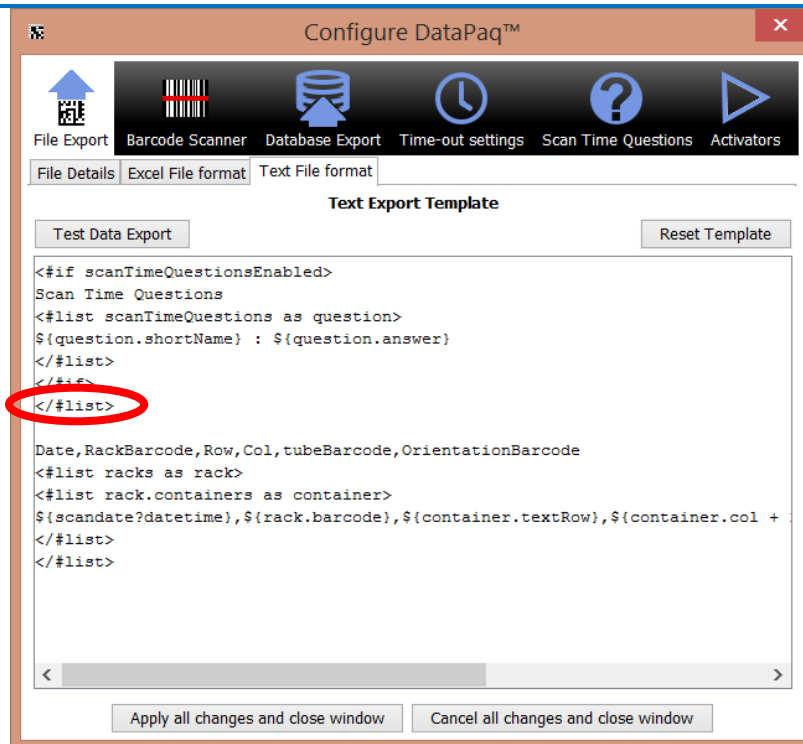 Configure DataPaq™
File Export Barcode Scanner Database Export Time-out settings Scan Time Questions Activators
File Details Excel File format Text File format
Text Export Template
Test Data Export Reset Template
<#if scanTimeQuestionsEnabled>
Scan Time Questions
<#list scanTimeQuestions as question>
${question.shortName} : ${question.answer}
</#list>
</#if>
</#list>
Date,RackBarcode,Row,Col,tubeBarcode,OrientationBarcode
<#list racks as rack>
<#list rack.containers as container>
${scandate?datetime},${rack.barcode},${container.textRow},${container.col +
</#list>
</#list>
Apply all changes and close window Cancel all changes and close window